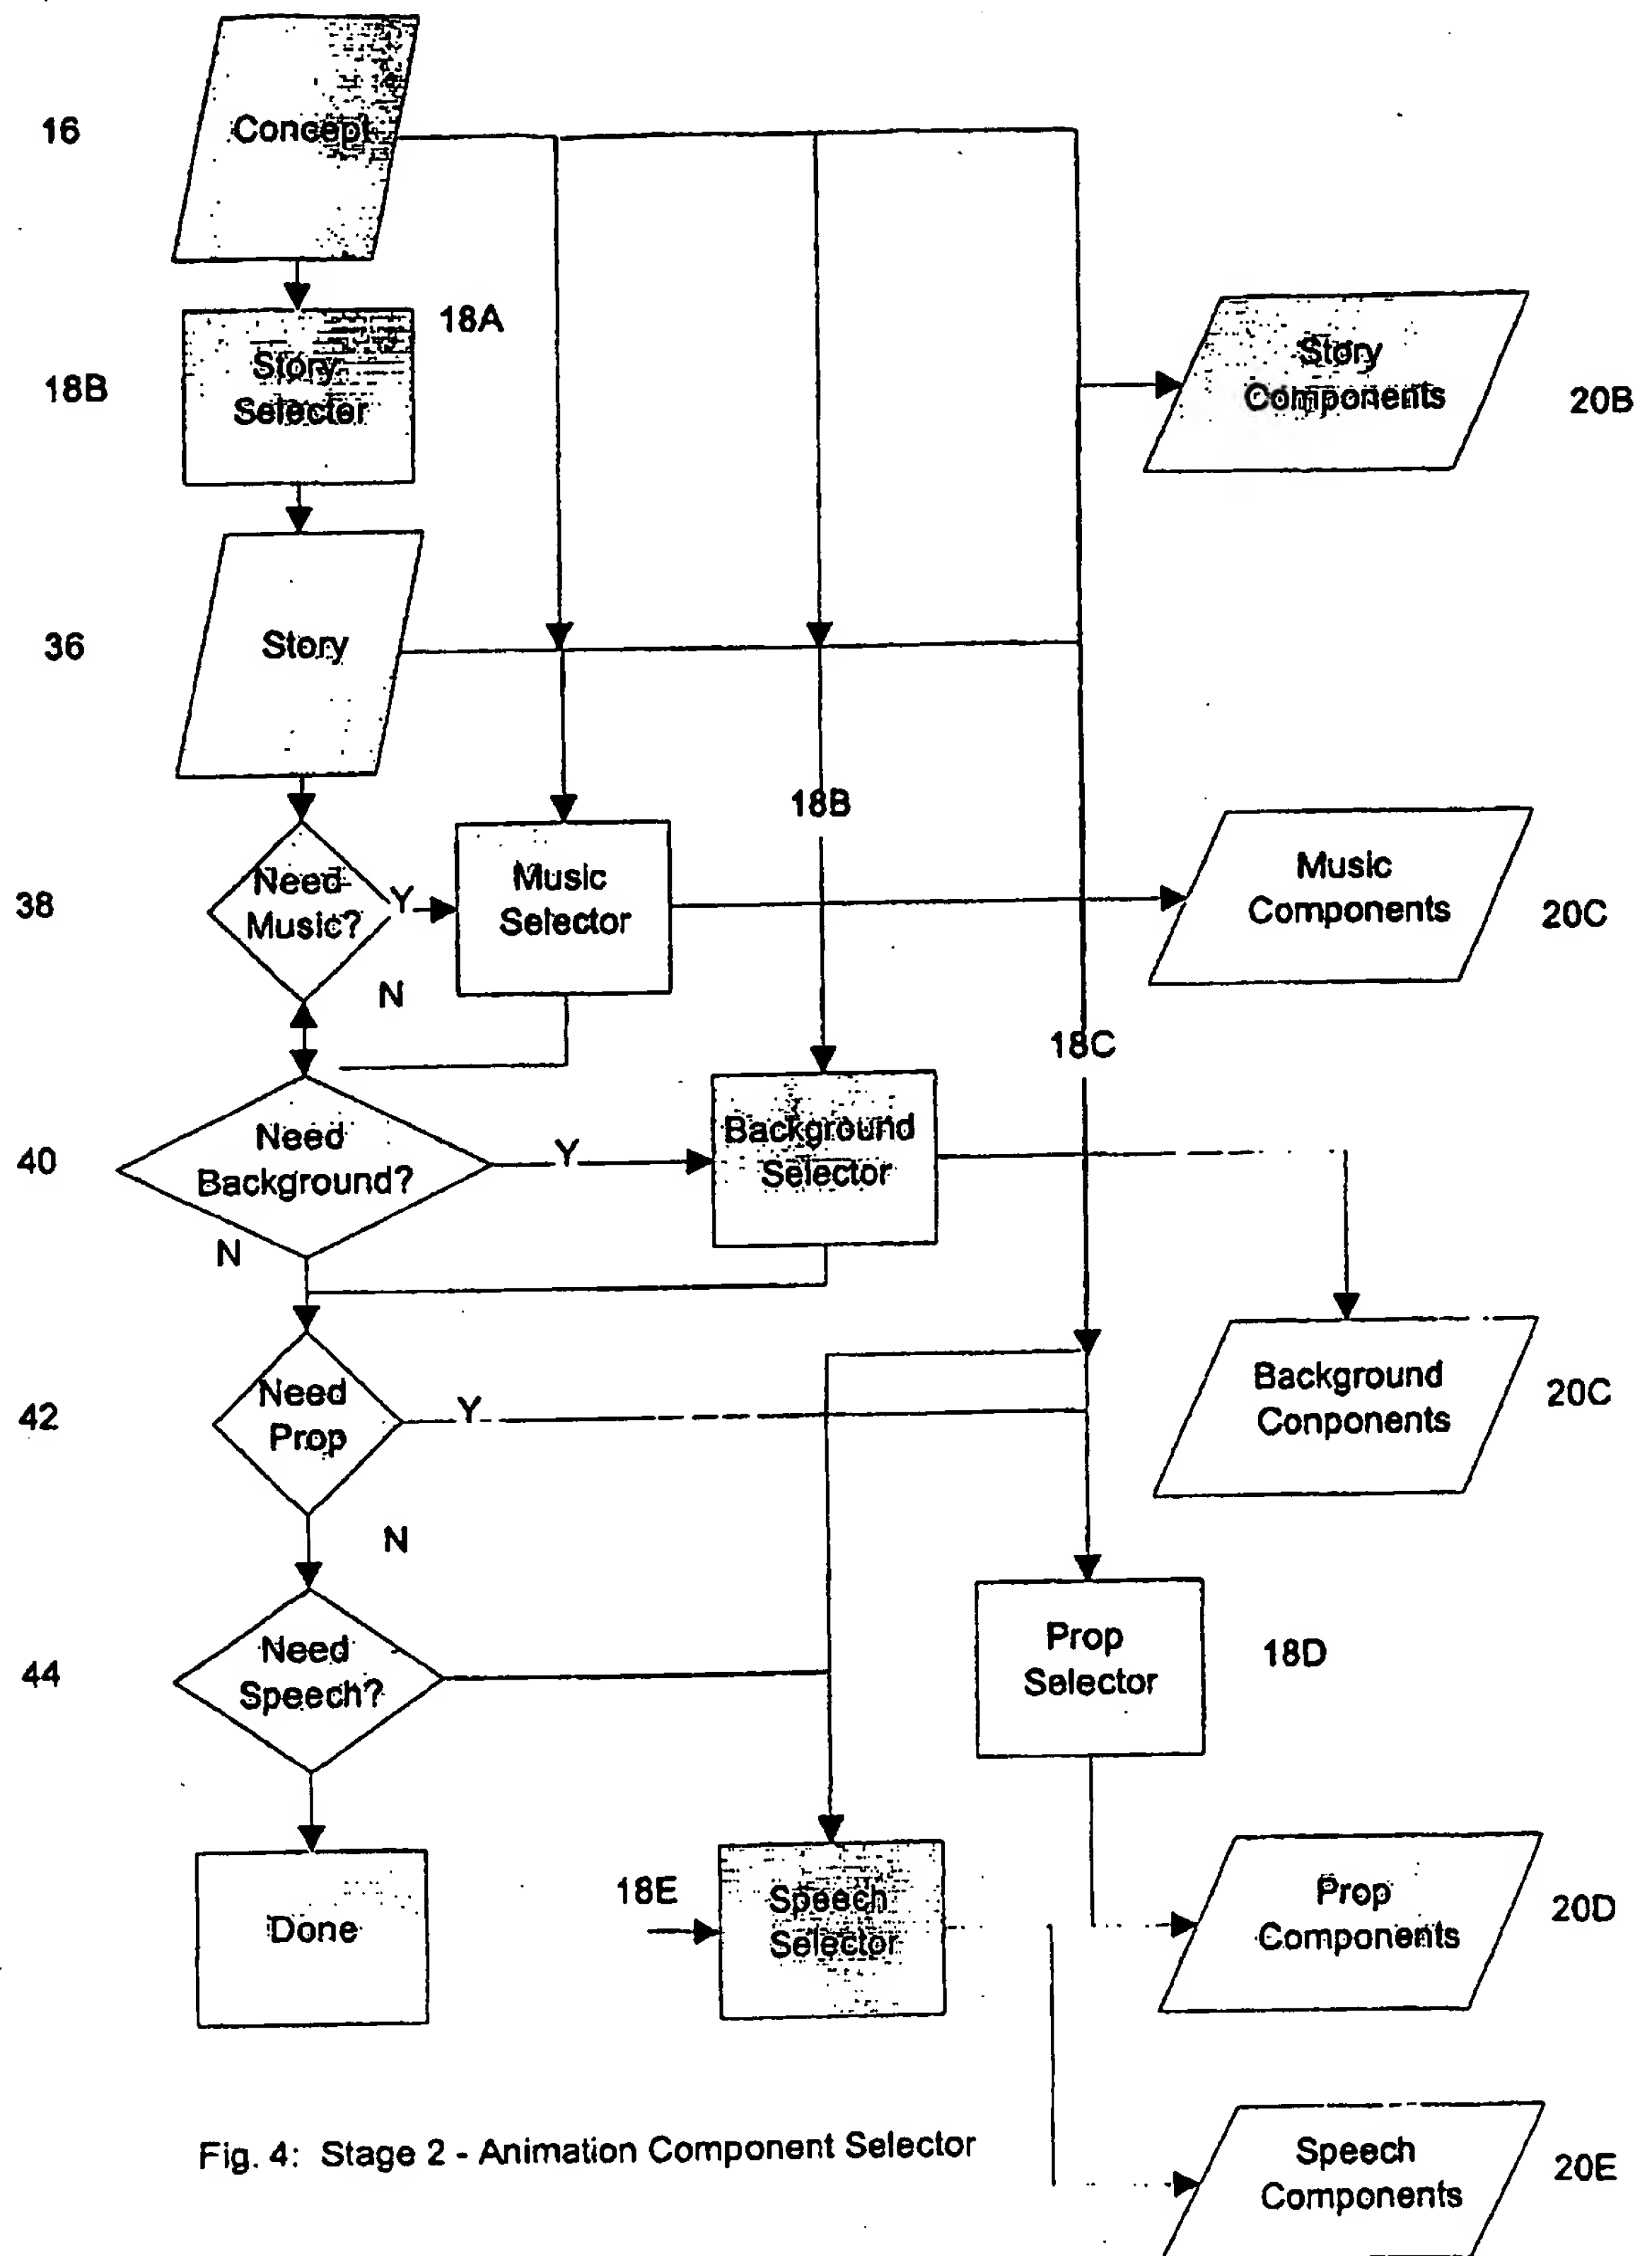 16
Concept
18A
18B
Story
Selector
Story
Components
20B
36
Story
18B
38
Need
Music?
Y
Music
Selector
Music
Components
20C
N
18C
40
Need
Background?
Y
Background
Selector
N
Background
Conponents
20C
42
Need
Prop
Y
N
44
Need
Speech?
Prop
Selector
18D
Done
18E
Speech
Selector
Prop
Components
20D
Fig. 4: Stage 2 - Animation Component Selector
Speech
Components
20E